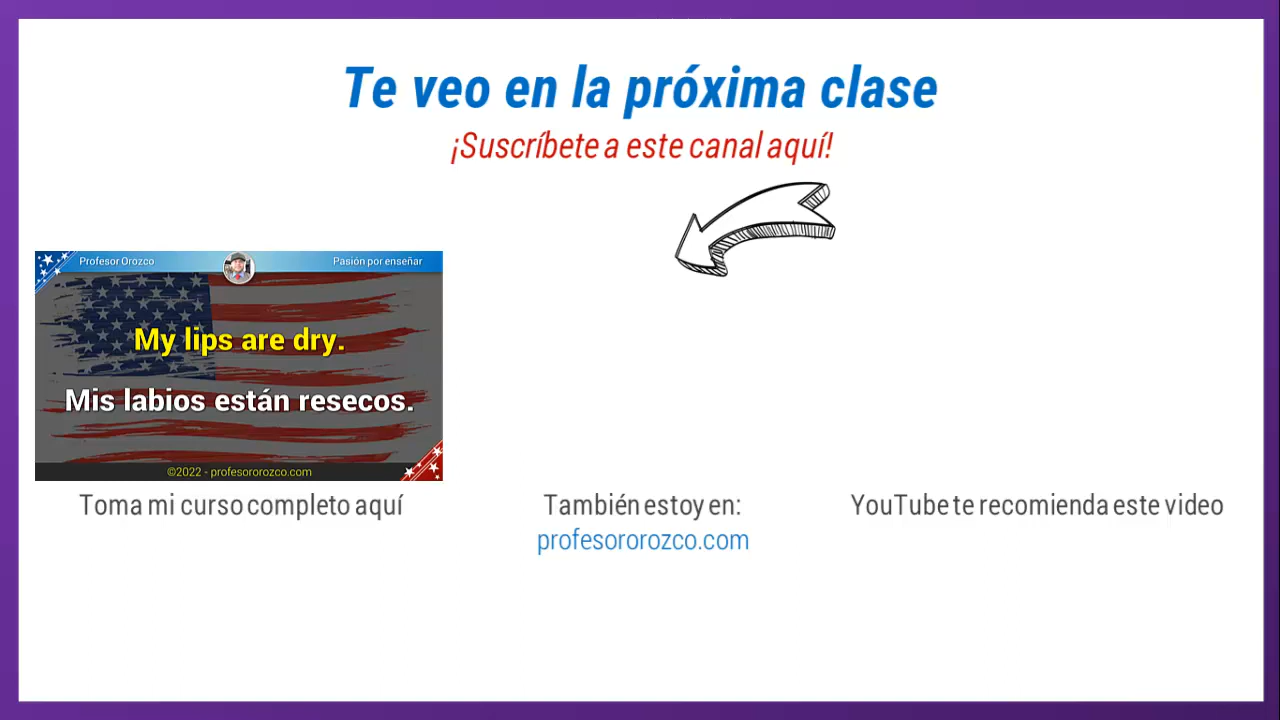 Te veo en la próxima clase
¡Suscríbete a este canal aquí!
Profesor Orozco
Pasión por enseñar
My lips are dry.
Mis labios están resecos.
©2022 - profesororozco.com
Toma mi curso completo aquí
También estoy en:
profesororozco.com
YouTube te recomienda este video